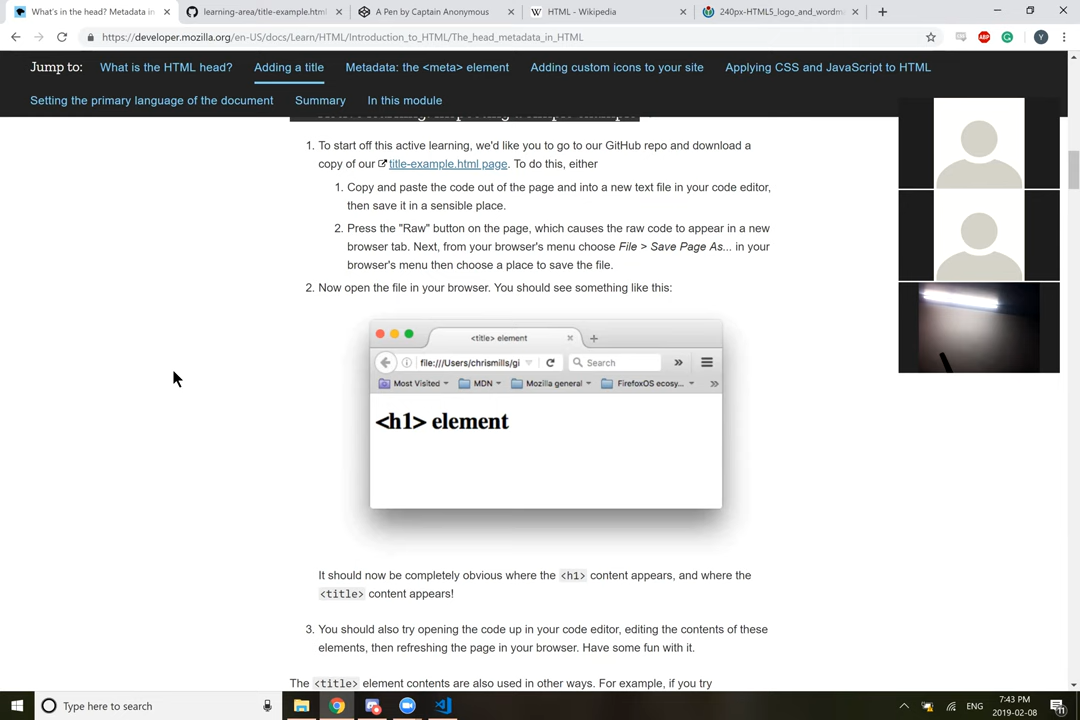 What's in the head? Metadata in
learning-area/title-example.html
A Pen by Captain Anonymous
HTML - Wikipedia
240px-HTML5_logo_and_wordm
https://developer.mozilla.org/en-US/docs/Learn/HTML/Introduction_to_HTML/The_head_metadata_in_HTML
ABP
Y
Jump to: What is the HTML head? Adding a title Metadata: the <meta> element Adding custom icons to your site Applying CSS and JavaScript to HTML
Setting the primary language of the document Summary In this module
1. To start off this active learning, we'd like you to go to our GitHub repo and download a
copy of our title-example.html page. To do this, either
1. Copy and paste the code out of the page and into a new text file in your code editor,
then save it in a sensible place.
2. Press the "Raw" button on the page, which causes the raw code to appear in a new
browser tab. Next, from your browser's menu choose File > Save Page As... in your
browser's menu then choose a place to save the file.
2. Now open the file in your browser. You should see something like this:
<title> element
file:///Users/chrismills/gi
Search
Most Visited
MDN
Mozilla general
FirefoxOS ecosy...
<h1> element
It should now be completely obvious where the <h1> content appears, and where the
<title> content appears!
3. You should also try opening the code up in your code editor, editing the contents of these
elements, then refreshing the page in your browser. Have some fun with it.
The <title> element contents are also used in other ways. For example, if you try
Type here to search
ENG
7:43 PM
2019-02-08